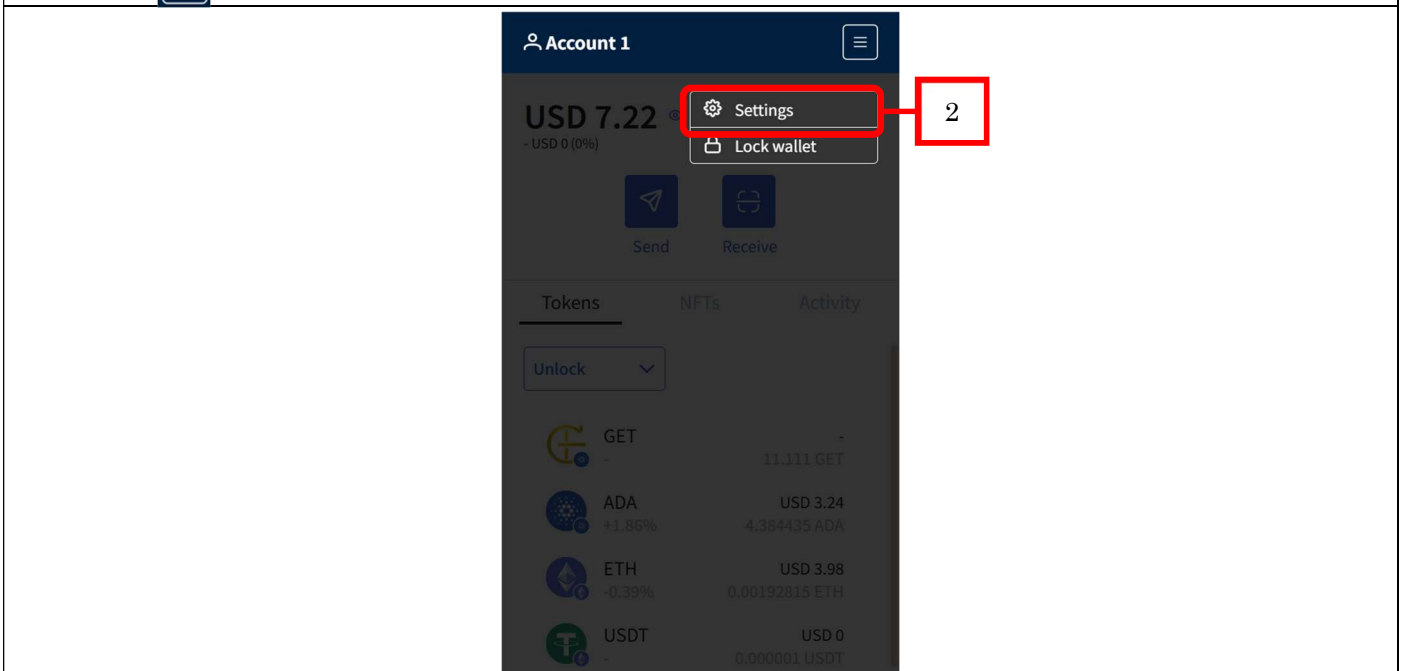 Account 1
USD 7.22
- USD 0 (0%)
Settings
2
Lock wallet
Send Receive
Tokens NFTs Activity
Unlock
GET -
- 11.111 GET
ADA USD 3.24
+1.86% 4.384435 ADA
ETH USD 3.98
-0.39% 0.00192815 ETH
USDT USD 0
- 0.000001 USDT